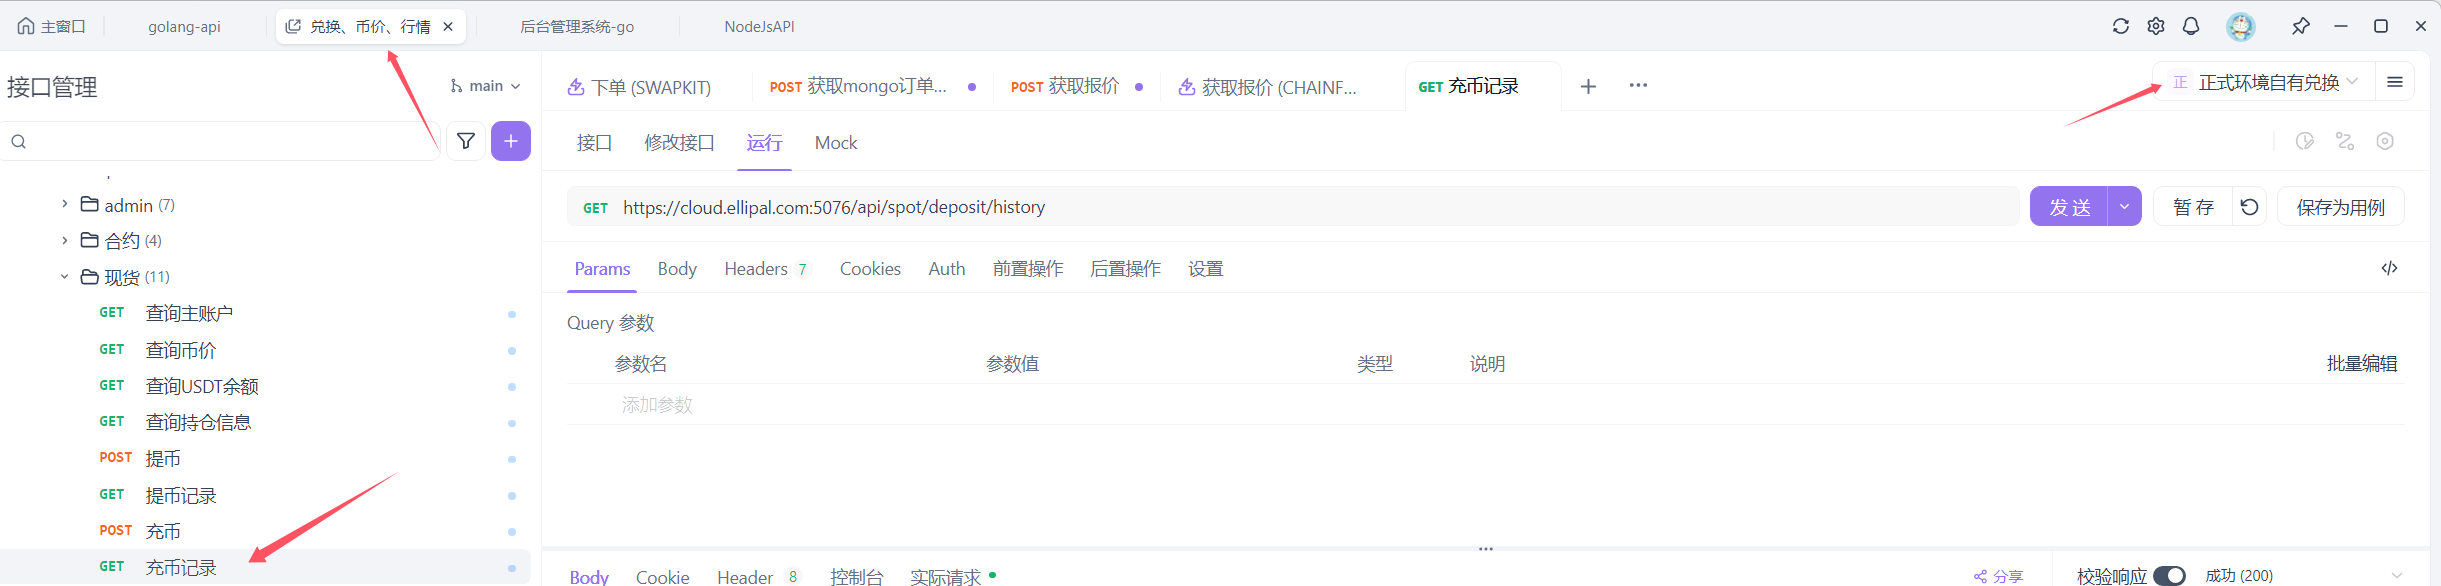 主窗口
golang-api
兑换、币价、行情
后台管理系统-go
NodeJsAPI
接口管理
main
下单 (SWAPKIT)
POST 获取mongo订单...
POST 获取报价
获取报价 (CHAINF...
GET 充币记录
正 正式环境自有兑换
接口
修改接口
运行
Mock
admin (7)
合约 (4)
现货 (11)
GET 查询主账户
GET 查询币价
GET 查询USDT余额
GET 查询持仓信息
POST 提币
GET 提币记录
POST 充币
GET 充币记录
GET https://cloud.ellipal.com:5076/api/spot/deposit/history
发 送
暂 存
保存为用例
Params
Body
Headers 7
Cookies
Auth
前置操作
后置操作
设置
Query 参数
参数名
参数值
类型
说明
批量编辑
添加参数
Body
Cookie
Header 8
控制台
实际请求
分享
校验响应
成功 (200)